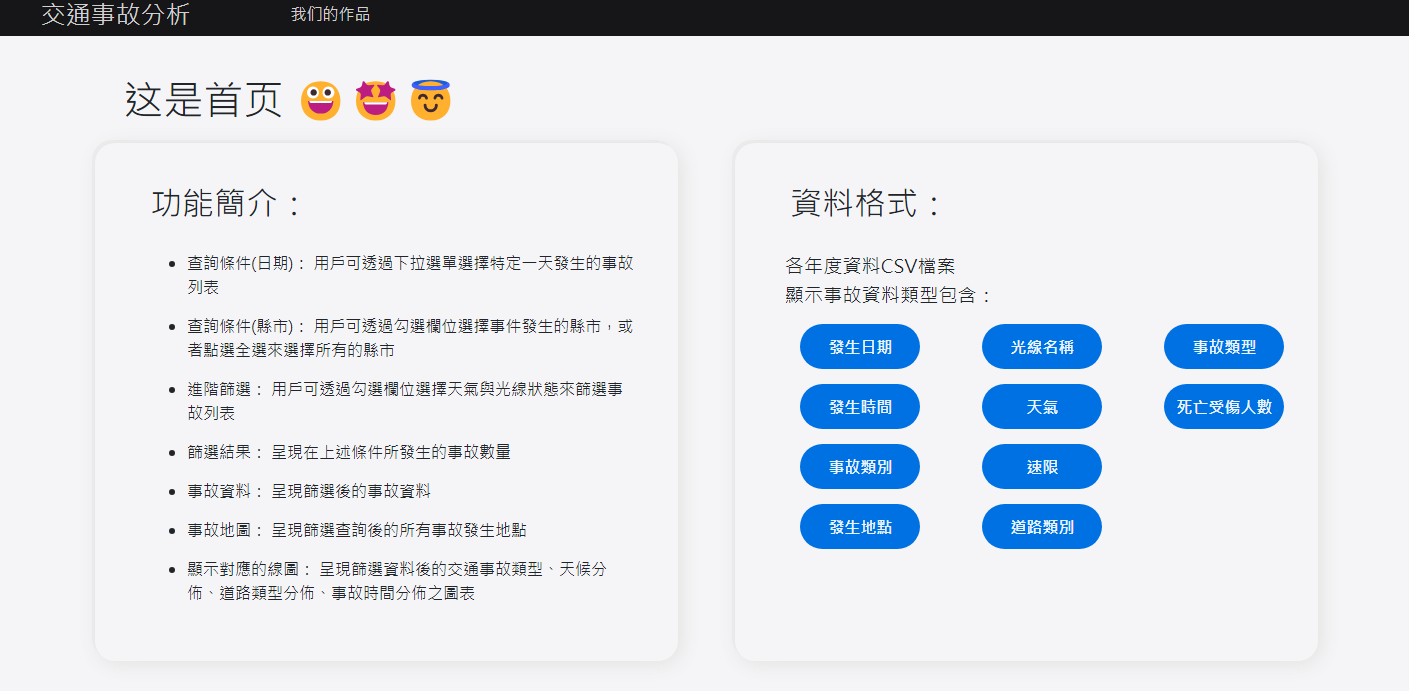 交通事故分析
我们的作品
这是首页
功能簡介：
查詢條件(日期)： 用戶可透過下拉選單選擇特定一天發生的事故
列表
查詢條件(縣市)： 用戶可透過勾選欄位選擇事件發生的縣市，或
者點選全選來選擇所有的縣市
進階篩選： 用戶可透過勾選欄位選擇天氣與光線狀態來篩選事
故列表
篩選結果： 呈現在上述條件所發生的事故數量
事故資料： 呈現篩選後的事故資料
事故地圖： 呈現篩選查詢後的所有事故發生地點
顯示對應的線圖： 呈現篩選資料後的交通事故類型、天候分
佈、道路類型分佈、事故時間分佈之圖表
資料格式：
各年度資料CSV檔案
顯示事故資料類型包含：
發生日期
光線名稱
事故類型
發生時間
天氣
死亡受傷人數
事故類別
速限
發生地點
道路類別